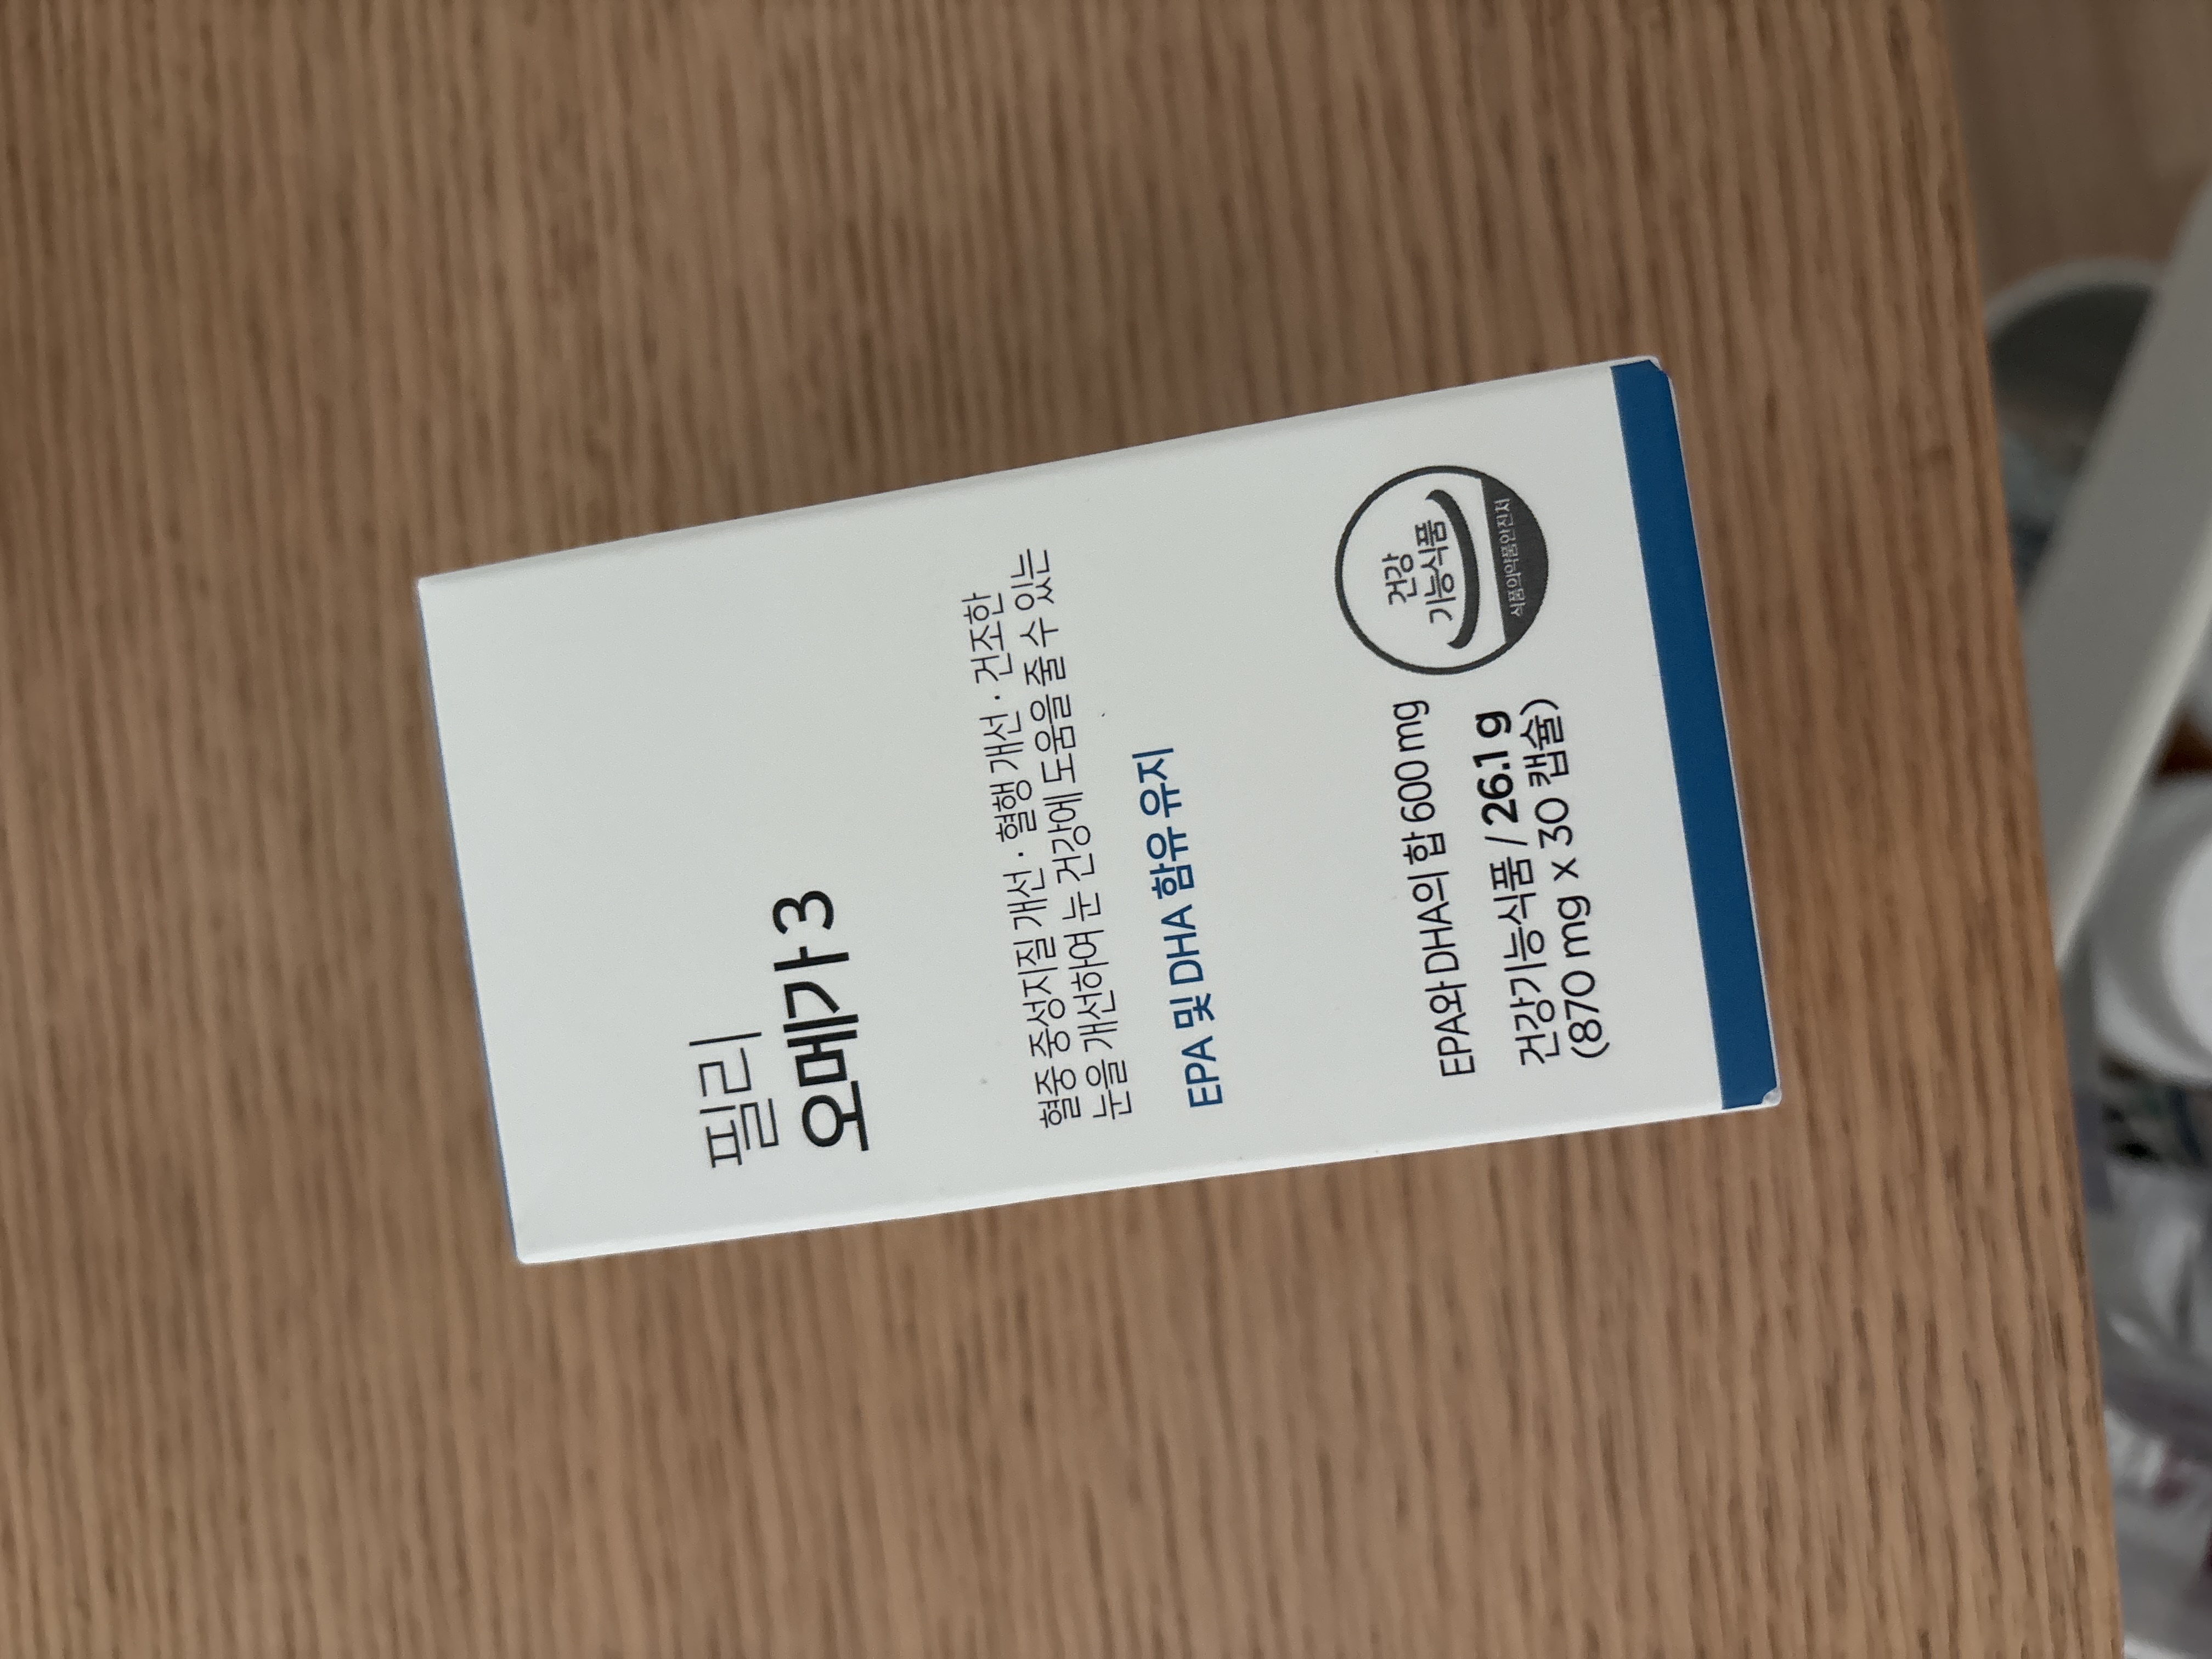 필리
오메가 3
혈중 중성지질 개선 · 혈행 개선 · 건조한
눈을 개선하여 눈 건강에 도움을 줄 수 있는
EPA 및 DHA 함유 유지
EPA와 DHA의 합 600 mg
건강기능식품 / 26.1 g
(870 mg x 30 캡슐)
건강
기능식품
식품의약품안전처